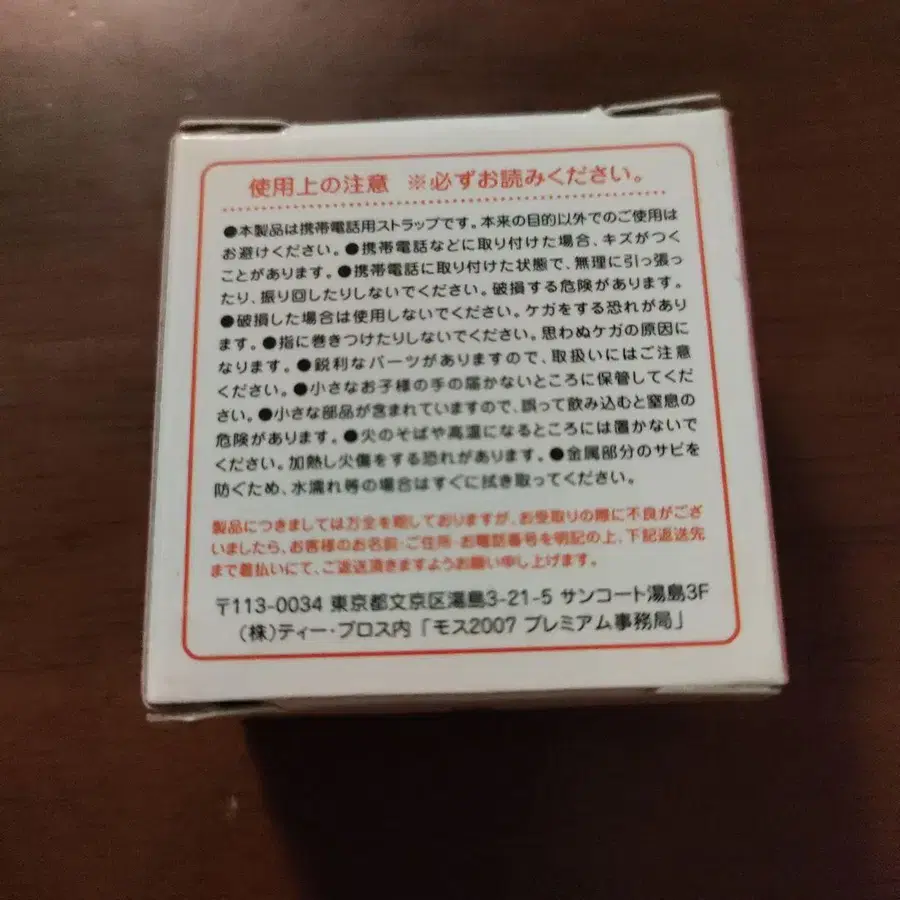 使用上の注意 ※必ずお読みください。
●本製品は携帯電話用ストラップです。本来の目的以外でのご使用は
お避けください。●携帯電話などに取り付けた場合、キズがつく
ことがあります。●携帯電話に取り付けた状態で、無理に引っ張っ
たり、振り回したりしないでください。破損する危険があります。
●破損した場合は使用しないでください。ケガをする恐れがあり
ます。●指に巻きつけたりしないでください。思わぬケガの原因に
なります。●鋭利なパーツがありますので、取扱いにはご注意
ください。●小さなお子様の手の届かないところに保管してくだ
さい。●小さな部品が含まれていますので、誤って飲み込むと窒息の
危険があります。●火のそばや高温になるところには置かないで
ください。加熱し火傷をする恐れがあります。●金属部分のサビを
防ぐため、水濡れ等の場合はすぐに拭き取ってください。
製品につきましては万全を期しておりますが、お受取りの際に不良がござ
いましたら、お客様のお名前・ご住所・お電話番号を明記の上、下記返送先
まで着払いにて、ご返送頂きますようお願い申し上げます。
〒113-0034 東京都文京区湯島3-21-5 サンコート湯島3F
(株)ティー・プロス内「モス2007 プレミアム事務局」